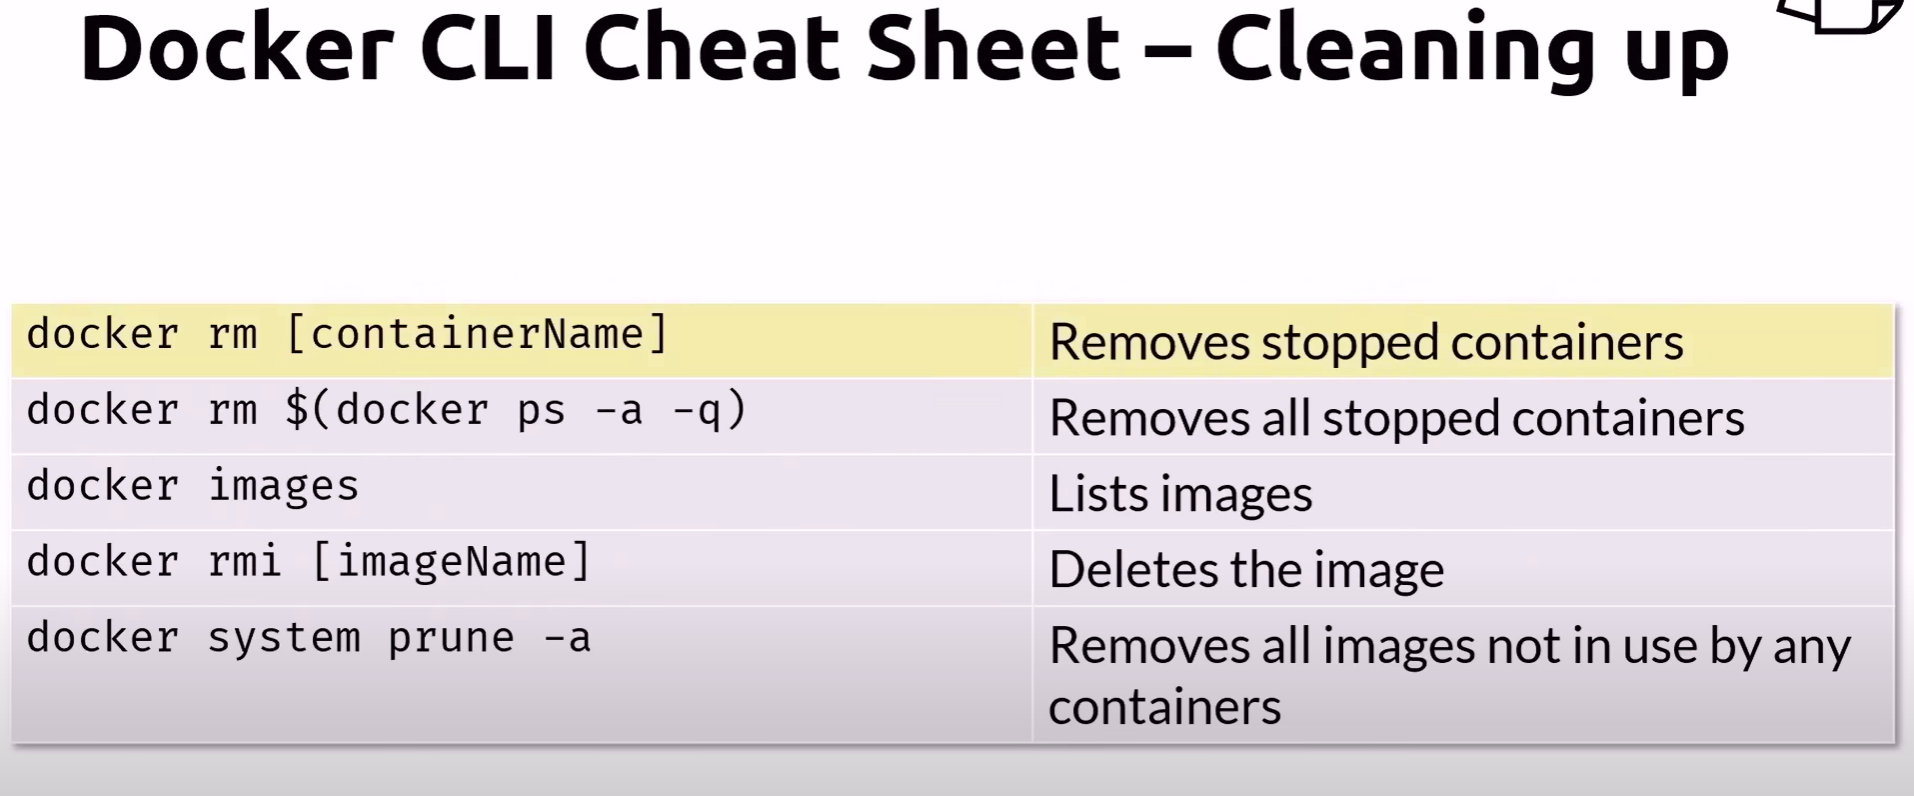 Docker CLI Cheat Sheet – Cleaning up
docker rm [containerName]
Removes stopped containers
docker rm $(docker ps -a -q)
Removes all stopped containers
docker images
Lists images
docker rmi [imageName]
Deletes the image
docker system prune -a
Removes all images not in use by any
containers